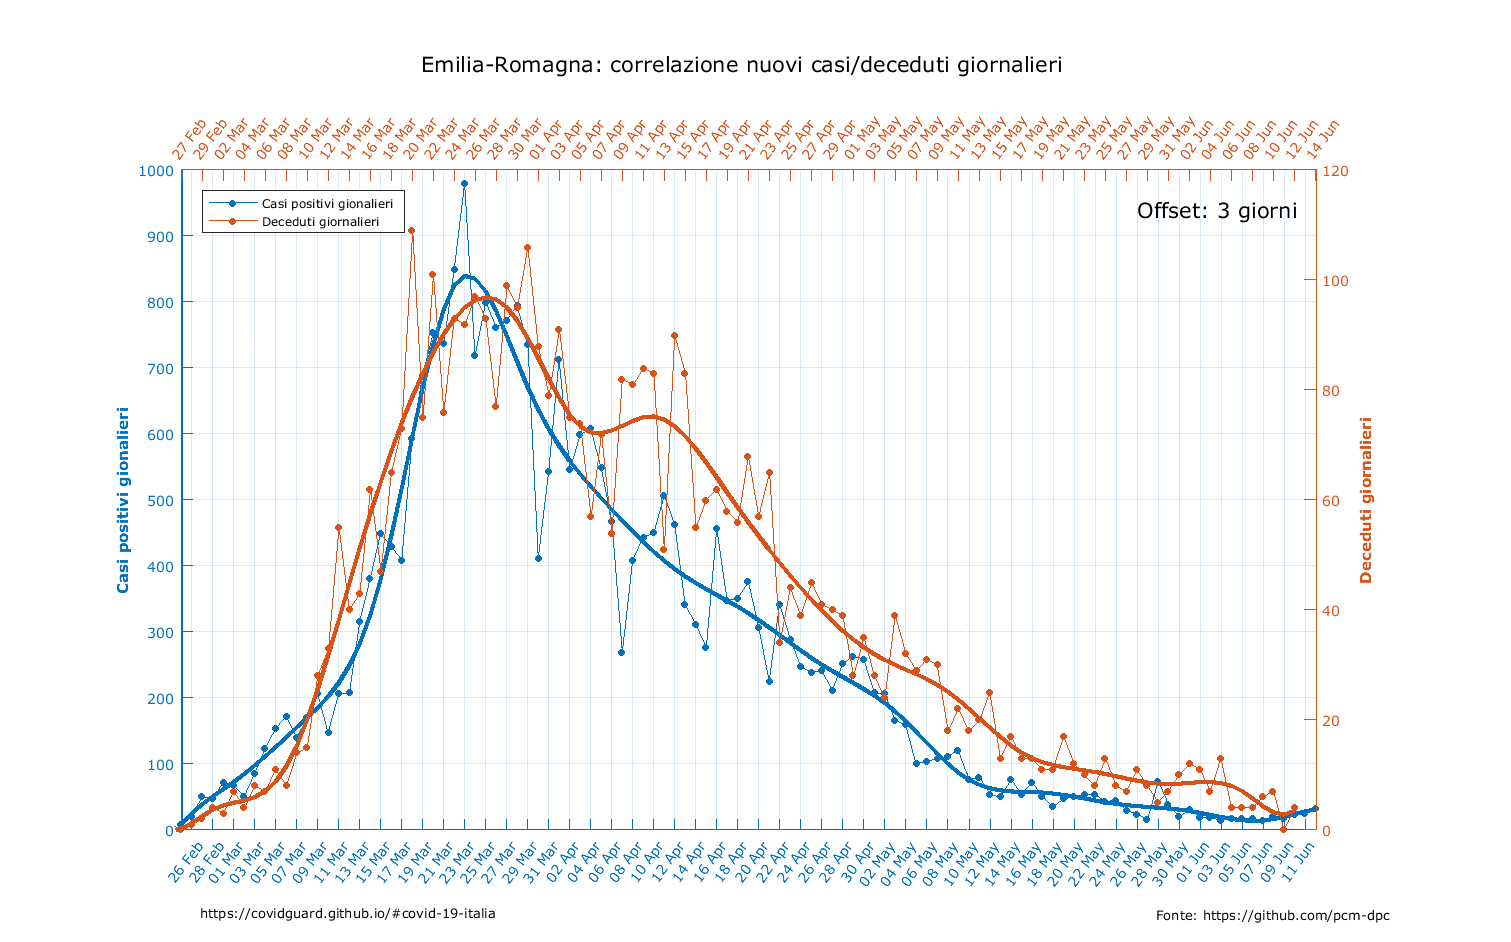 Emilia-Romagna: correlazione nuovi casi/deceduti giornalieri
27 Feb
29 Feb
02 Mar
04 Mar
06 Mar
08 Mar
10 Mar
12 Mar
14 Mar
16 Mar
18 Mar
20 Mar
22 Mar
24 Mar
26 Mar
28 Mar
30 Mar
01 Apr
03 Apr
05 Apr
07 Apr
09 Apr
11 Apr
13 Apr
15 Apr
17 Apr
19 Apr
21 Apr
23 Apr
25 Apr
27 Apr
29 Apr
01 May
03 May
05 May
07 May
09 May
11 May
13 May
15 May
17 May
19 May
21 May
23 May
25 May
27 May
29 May
31 May
02 Jun
04 Jun
06 Jun
08 Jun
10 Jun
12 Jun
14 Jun
Casi positivi gionalieri
Deceduti giornalieri
Offset: 3 giorni
1000
900
800
700
600
500
400
300
200
100
0
Casi positivi gionalieri
120
100
80
60
40
20
0
Deceduti giornalieri
26 Feb
28 Feb
01 Mar
03 Mar
05 Mar
07 Mar
09 Mar
11 Mar
13 Mar
15 Mar
17 Mar
19 Mar
21 Mar
23 Mar
25 Mar
27 Mar
29 Mar
31 Mar
02 Apr
04 Apr
06 Apr
08 Apr
10 Apr
12 Apr
14 Apr
16 Apr
18 Apr
20 Apr
22 Apr
24 Apr
26 Apr
28 Apr
30 Apr
02 May
04 May
06 May
08 May
10 May
12 May
14 May
16 May
18 May
20 May
22 May
24 May
26 May
28 May
30 May
01 Jun
03 Jun
05 Jun
07 Jun
09 Jun
11 Jun
https://covidguard.github.io/#covid-19-italia
Fonte: https://github.com/pcm-dpc